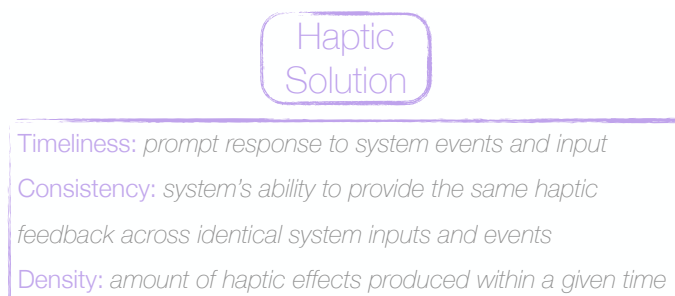 Haptic
Solution
Timeliness: prompt response to system events and input
Consistency: system's ability to provide the same haptic
feedback across identical system inputs and events
Density: amount of haptic effects produced within a given time